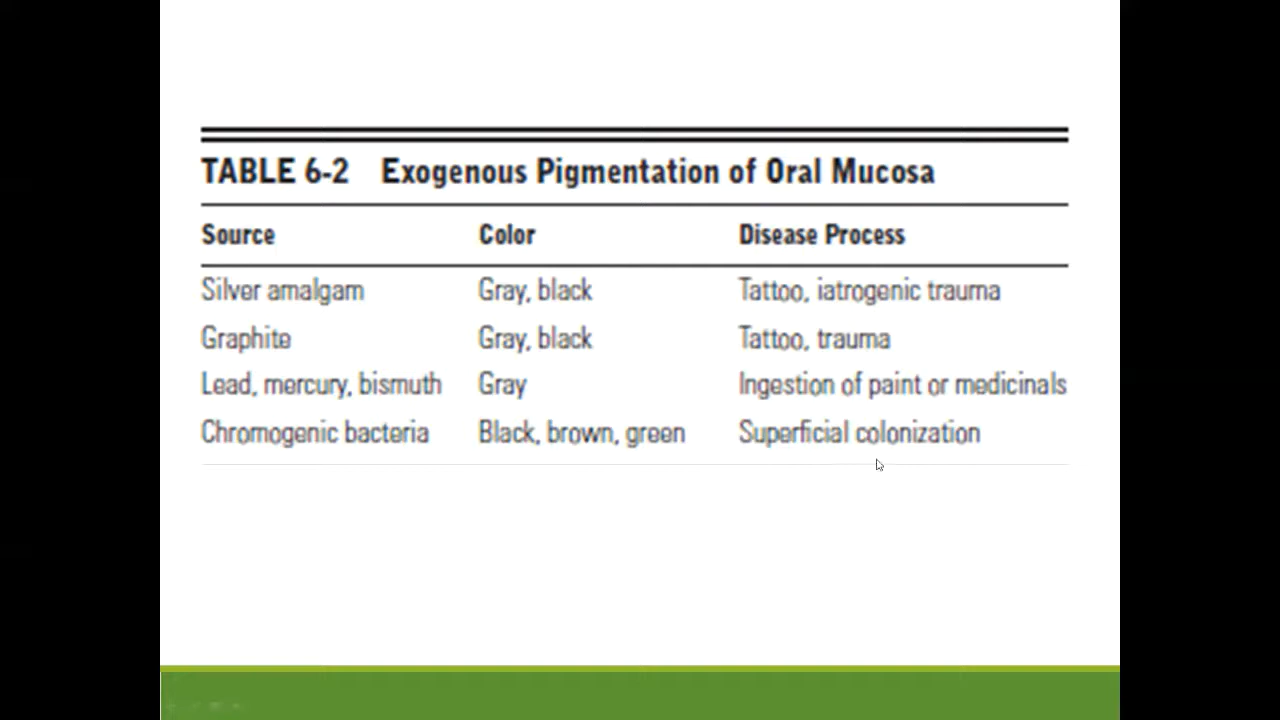 TABLE 6-2 Exogenous Pigmentation of Oral Mucosa
Source Color Disease Process
Silver amalgam Gray, black Tattoo, iatrogenic trauma
Graphite Gray, black Tattoo, trauma
Lead, mercury, bismuth Gray Ingestion of paint or medicinals
Chromogenic bacteria Black, brown, green Superficial colonization